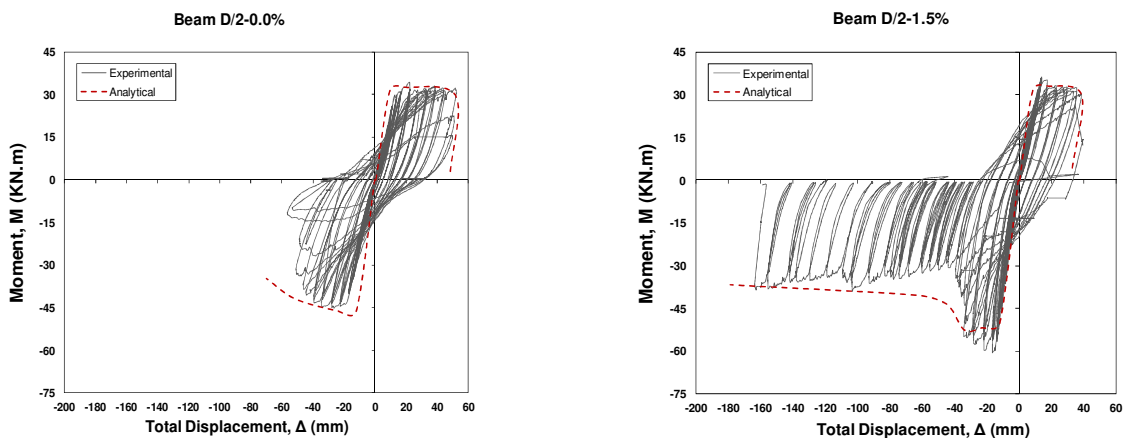 Beam D/2-0.0%
45
30
15
0
-15
-30
-45
-60
-75
Moment, M (KN.m)
Experimental
Analytical
-200 -180 -160 -140 -120 -100 -80 -60 -40 -20 0 20 40 60
Total Displacement, Δ (mm)
Beam D/2-1.5%
45
30
15
0
-15
-30
-45
-60
-75
Moment, M (KN.m)
Experimental
Analytical
-200 -180 -160 -140 -120 -100 -80 -60 -40 -20 0 20 40 60
Total Displacement, Δ (mm)